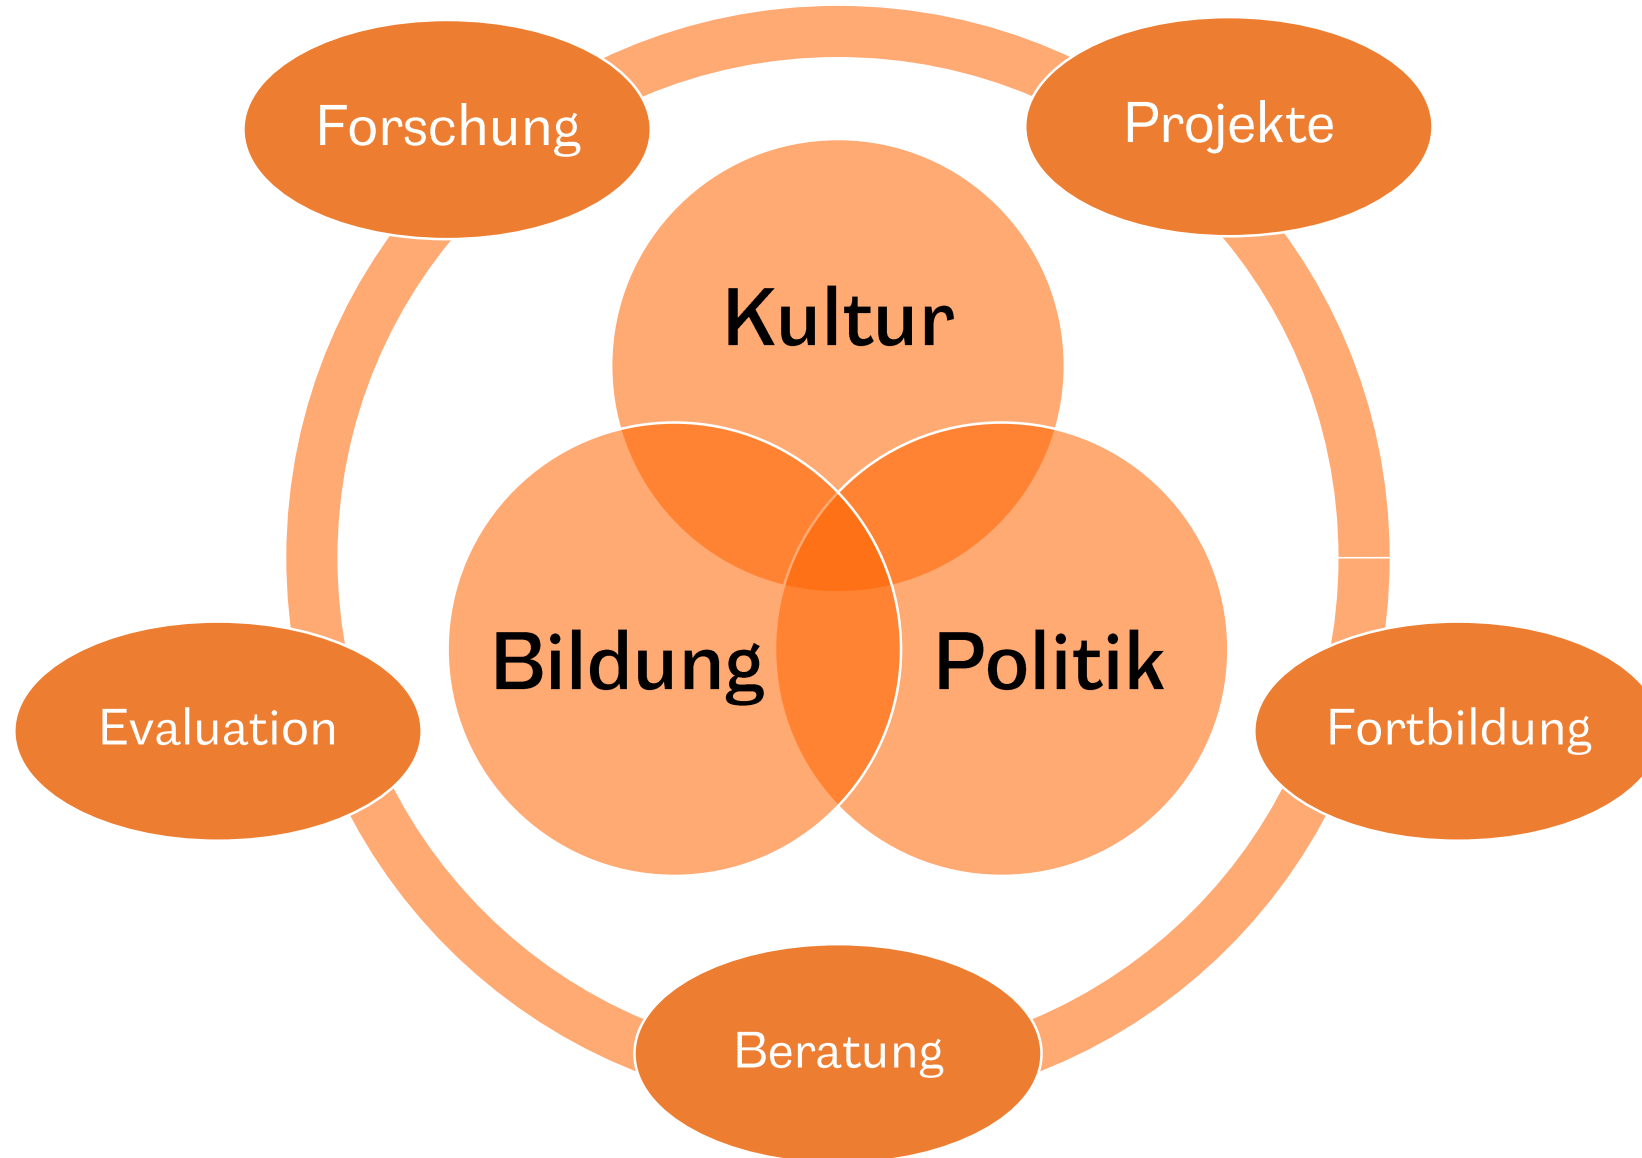 Forschung
Projekte
Kultur
Bildung
Politik
Evaluation
Fortbildung
Beratung